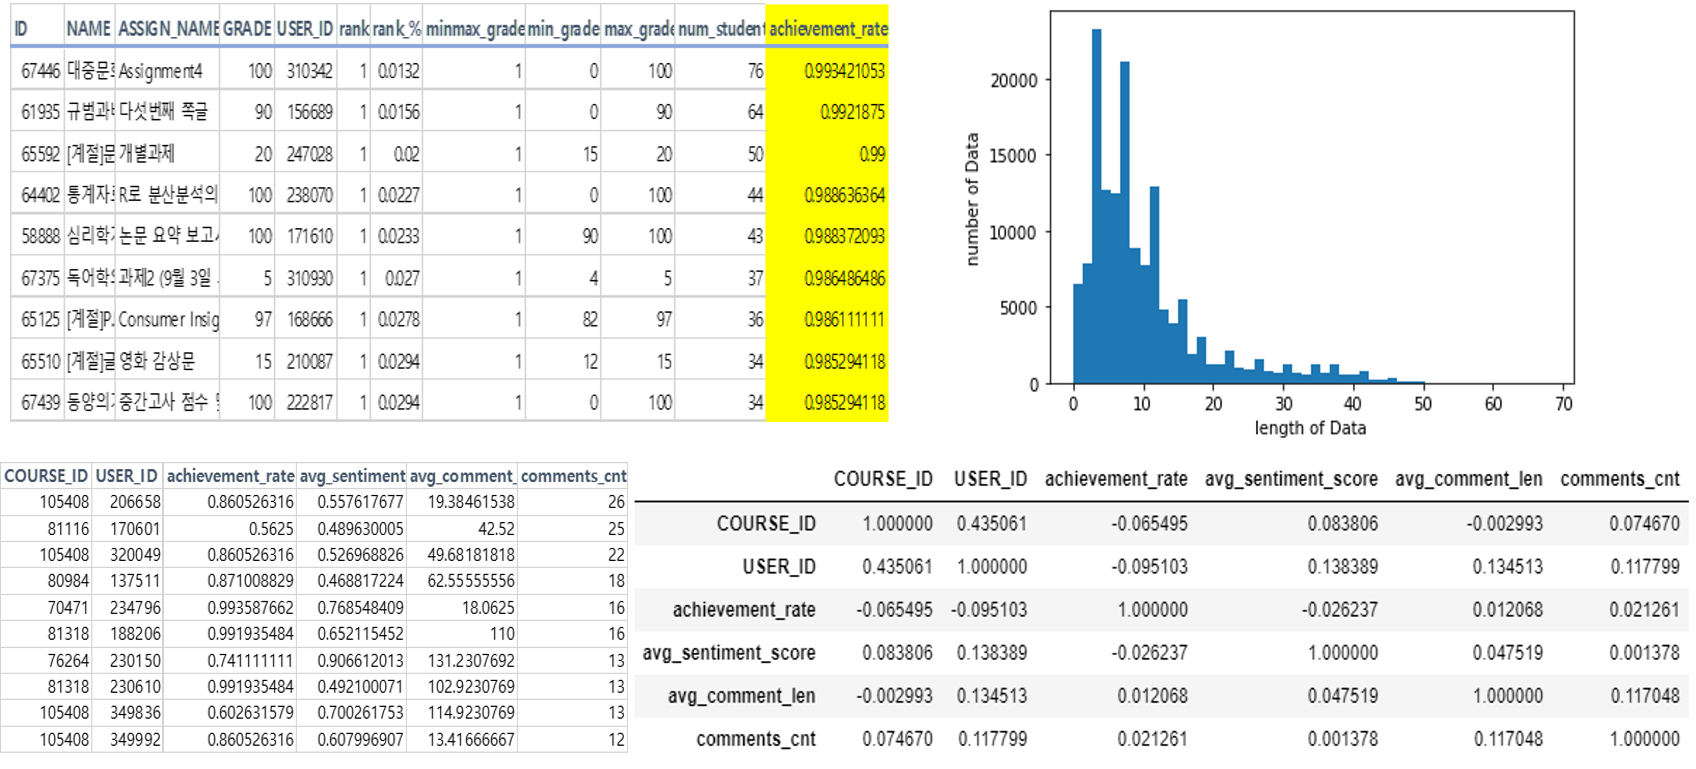 ID NAME ASSIGN_NAME GRADE USER_ID rank rank_% minmax_grade min_grade max_grade num_student achievement_rate
67446 대중문 Assignment4 100 310342 1 0.0132 1 0 100 76 0.993421053
61935 규범과 다섯번째 쪽글 90 156689 1 0.0156 1 0 90 64 0.9921875
65592 [계절]문 개별과제 20 247028 1 0.02 1 15 20 50 0.99
64402 통계자 R로 분산분석의 100 238070 1 0.0227 1 0 100 44 0.988636364
58888 심리학 논문 요약 보고 100 171610 1 0.0233 1 90 100 43 0.988372093
67375 독어학 과제2 (9월 3일 5 310930 1 0.027 1 4 5 37 0.986486486
65125 [계절]P. Consumer Insig 97 168666 1 0.0278 1 82 97 36 0.986111111
65510 [계절]글 영화 감상문 15 210087 1 0.0294 1 12 15 34 0.985294118
67439 동양의 중간고사 점수 100 222817 1 0.0294 1 0 100 34 0.985294118
number of Data
20000
15000
10000
5000
0
0 10 20 30 40 50 60 70
length of Data
COURSE_ID USER_ID achievement_rate avg_sentiment avg_comment_ comments_cnt
105408 206658 0.860526316 0.557617677 19.38461538 26
81116 170601 0.5625 0.489630005 42.52 25
105408 320049 0.860526316 0.526968826 49.68181818 22
80984 137511 0.871008829 0.468817224 62.55555556 18
70471 234796 0.993587662 0.768548409 18.0625 16
81318 188206 0.991935484 0.652115452 110 16
76264 230150 0.741111111 0.906612013 131.2307692 13
81318 230610 0.991935484 0.492100071 102.9230769 13
105408 349836 0.602631579 0.700261753 114.9230769 13
105408 349992 0.860526316 0.607996907 13.41666667 12
COURSE_ID USER_ID achievement_rate avg_sentiment_score avg_comment_len comments_cnt
COURSE_ID 1.000000 0.435061 -0.065495 0.083806 -0.002993 0.074670
USER_ID 0.435061 1.000000 -0.095103 0.138389 0.134513 0.117799
achievement_rate -0.065495 -0.095103 1.000000 -0.026237 0.012068 0.021261
avg_sentiment_score 0.083806 0.138389 -0.026237 1.000000 0.047519 0.001378
avg_comment_len -0.002993 0.134513 0.012068 0.047519 1.000000 0.117048
comments_cnt 0.074670 0.117799 0.021261 0.001378 0.117048 1.000000